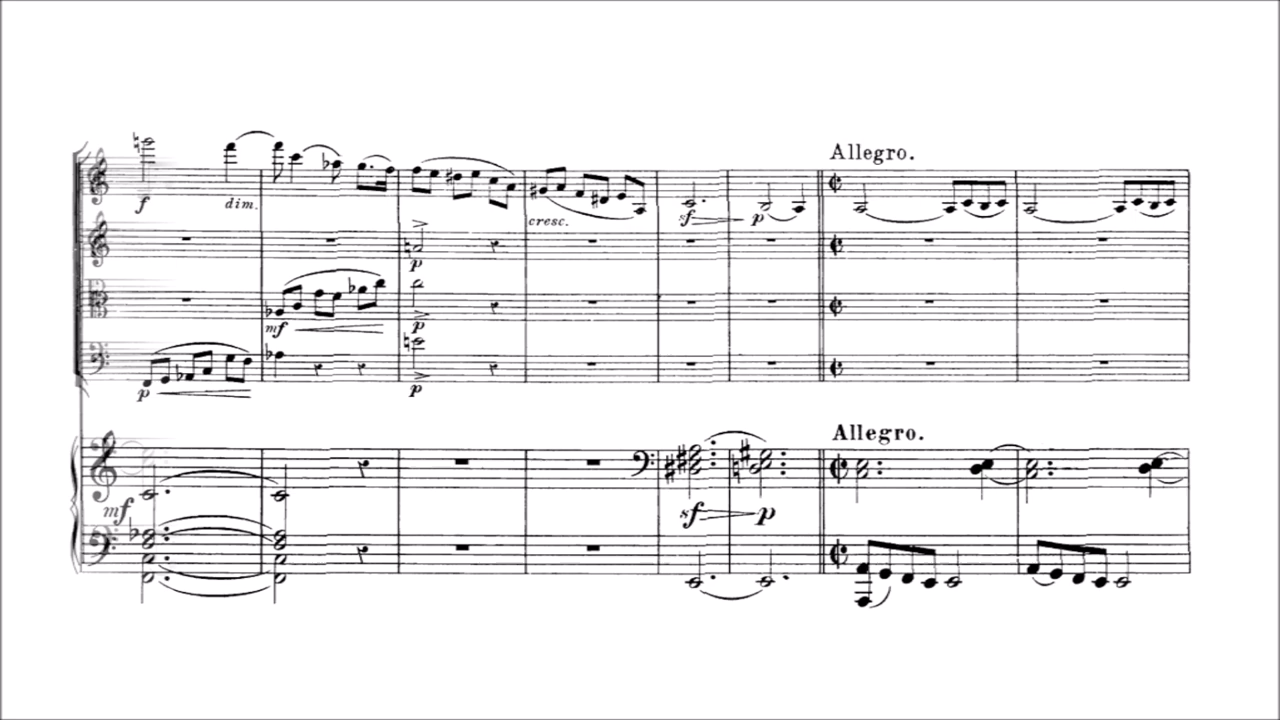 Allegro.
f dim. cresc. sf p
p
mf p
p p
Allegro.
mf sf p